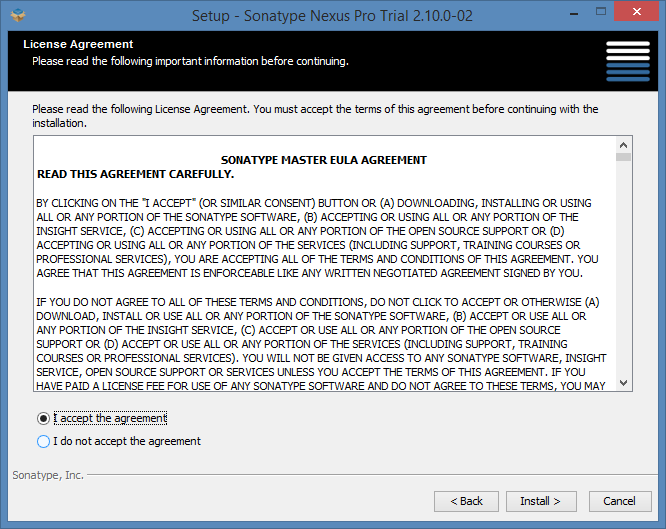 Setup - Sonatype Nexus Pro Trial 2.10.0-02
License Agreement
Please read the following important information before continuing.
Please read the following License Agreement. You must accept the terms of this agreement before continuing with the
installation.
SONATYPE MASTER EULA AGREEMENT
READ THIS AGREEMENT CAREFULLY.
BY CLICKING ON THE "I ACCEPT" (OR SIMILAR CONSENT) BUTTON OR (A) DOWNLOADING, INSTALLING OR USING
ALL OR ANY PORTION OF THE SONATYPE SOFTWARE, (B) ACCEPTING OR USING ALL OR ANY PORTION OF THE
INSIGHT SERVICE, (C) ACCEPTING OR USING ALL OR ANY PORTION OF THE OPEN SOURCE SUPPORT OR (D)
ACCEPTING OR USING ALL OR ANY PORTION OF THE SERVICES (INCLUDING SUPPORT, TRAINING COURSES OR
PROFESSIONAL SERVICES), YOU ARE ACCEPTING ALL OF THE TERMS AND CONDITIONS OF THIS AGREEMENT. YOU
AGREE THAT THIS AGREEMENT IS ENFORCEABLE LIKE ANY WRITTEN NEGOTIATED AGREEMENT SIGNED BY YOU.
IF YOU DO NOT AGREE TO ALL OF THESE TERMS AND CONDITIONS, DO NOT CLICK TO ACCEPT OR OTHERWISE (A)
DOWNLOAD, INSTALL OR USE ALL OR ANY PORTION OF THE SONATYPE SOFTWARE, (B) ACCEPT OR USE ALL OR
ANY PORTION OF THE INSIGHT SERVICE, (C) ACCEPT OR USE ALL OR ANY PORTION OF THE OPEN SOURCE
SUPPORT OR (D) ACCEPT OR USE ALL OR ANY PORTION OF THE SERVICES (INCLUDING SUPPORT, TRAINING
COURSES OR PROFESSIONAL SERVICES). YOU WILL NOT BE GIVEN ACCESS TO ANY SONATYPE SOFTWARE, INSIGHT
SERVICE, OPEN SOURCE SUPPORT OR SERVICES UNLESS YOU ACCEPT THE TERMS OF THIS AGREEMENT. IF YOU
HAVE PAID A LICENSE FEE FOR USE OF ANY SONATYPE SOFTWARE AND DO NOT AGREE TO THESE TERMS, YOU MAY
I accept the agreement
I do not accept the agreement
Sonatype, Inc.
< Back
Install >
Cancel